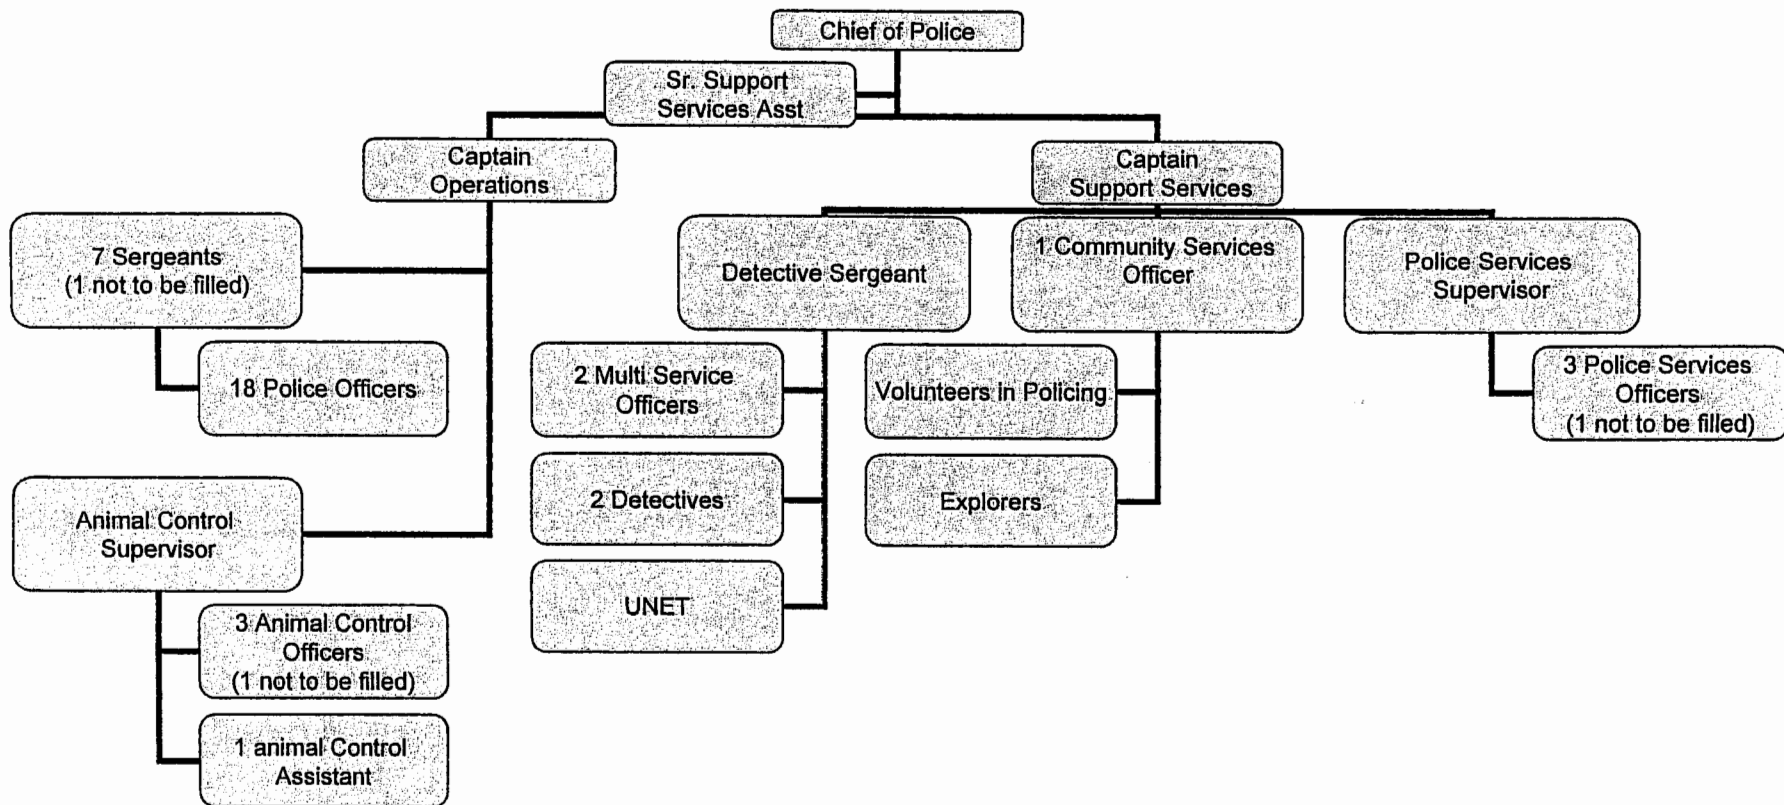 Chief of Police
Sr. Support
Services Asst
Captain
Operations
Captain
Support Services
7 Sergeants
(1 not to be filled)
18 Police Officers
Animal Control
Supervisor
3 Animal Control
Officers
(1 not to be filled)
1 animal Control
Assistant
Detective Sergeant
2 Multi Service
Officers
2 Detectives
UNET
1 Community Services
Officer
Volunteers in Policing
Explorers
Police Services
Supervisor
3 Police Services
Officers
(1 not to be filled)